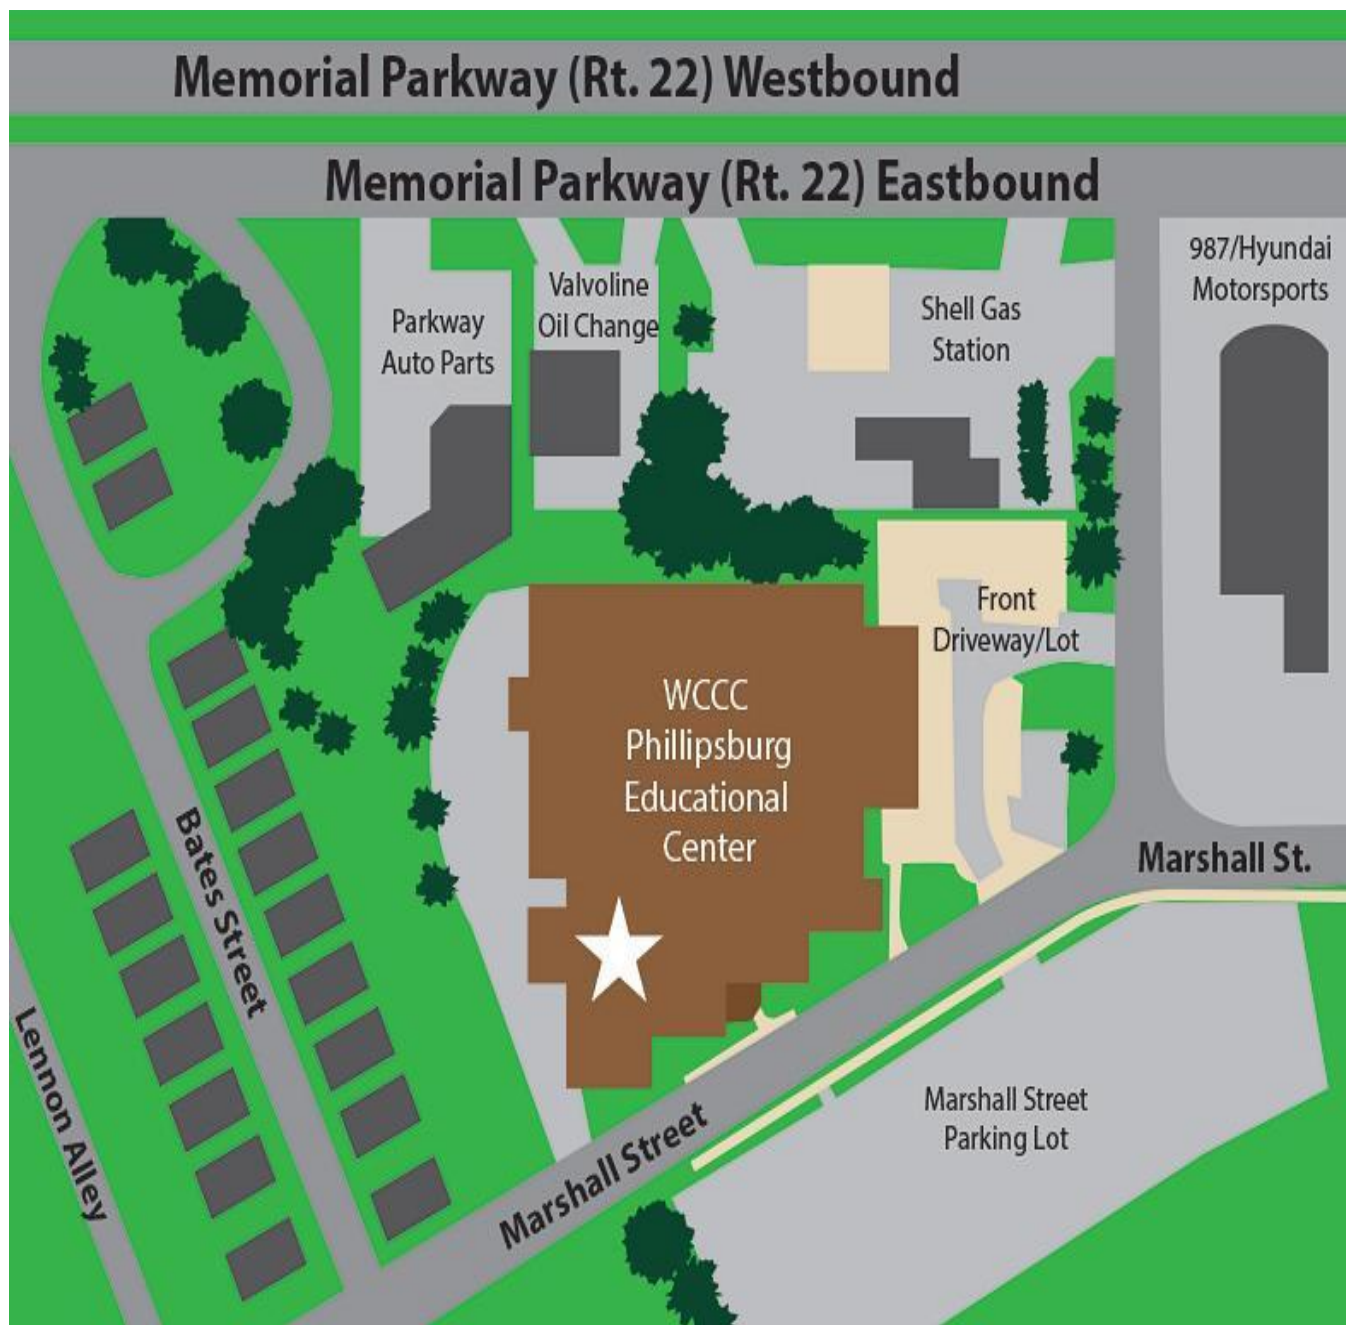 Memorial Parkway (Rt. 22) Westbound
Memorial Parkway (Rt. 22) Eastbound
987/Hyundai
Motorsports
Valvoline
Oil Change
Parkway
Auto Parts
Shell Gas
Station
Front
Driveway/Lot
WCCC
Phillipsburg
Educational
Center
Bates Street
Marshall St.
Lennon Alley
Marshall Street
Marshall Street
Parking Lot